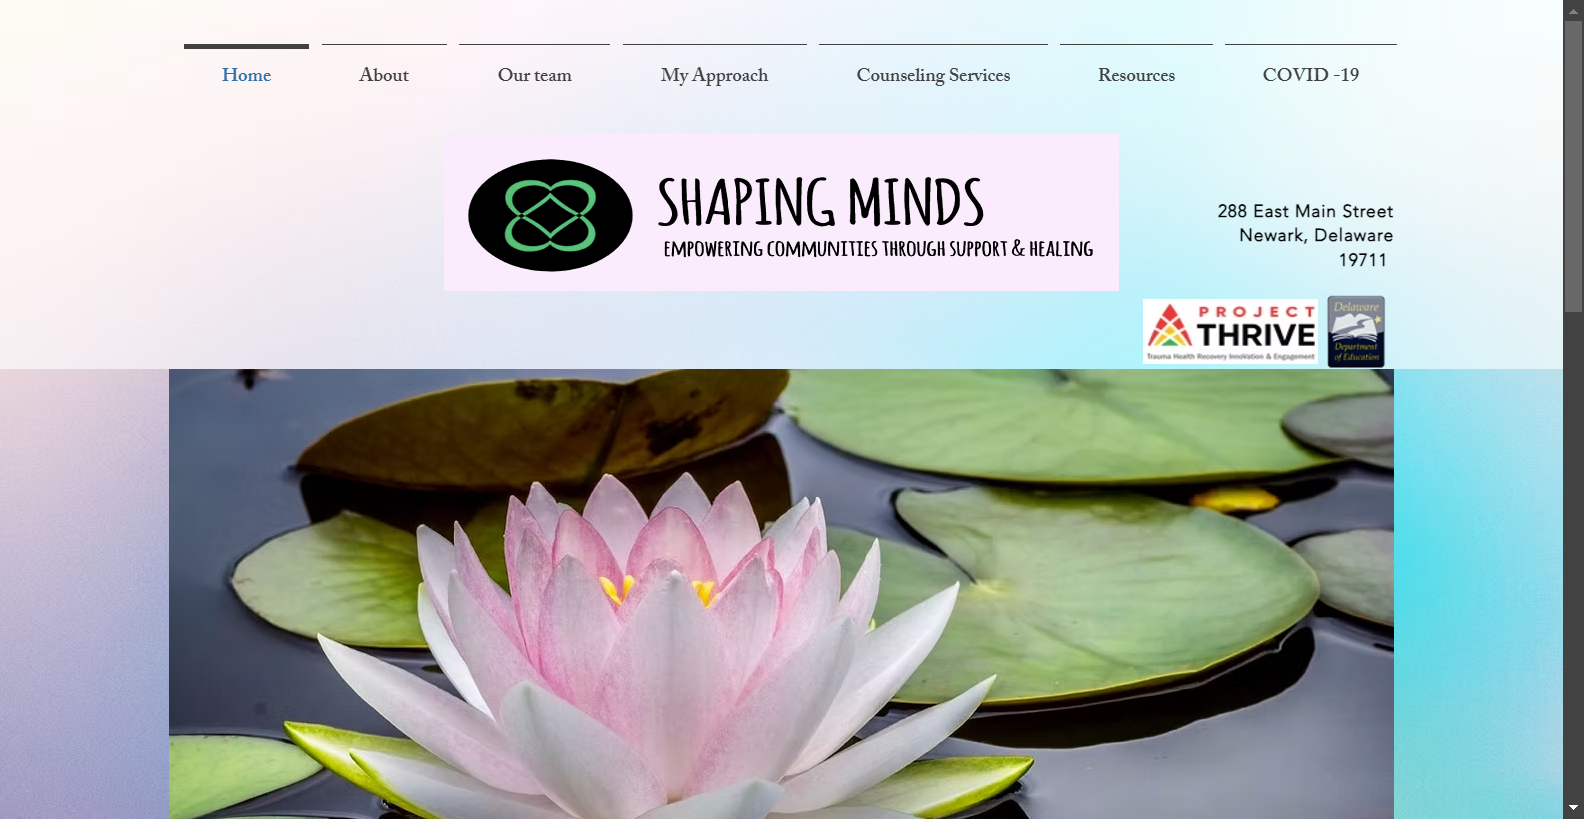 Home
About
Our team
My Approach
Counseling Services
Resources
COVID -19
SHAPING MINDS
EMPOWERING COMMUNITIES THROUGH SUPPORT & HEALING
288 East Main Street
Newark, Delaware
19711
PROJECT
THRIVE
Trauma Health Recovery InnoVation & Engagement
Delaware
Department
of Education